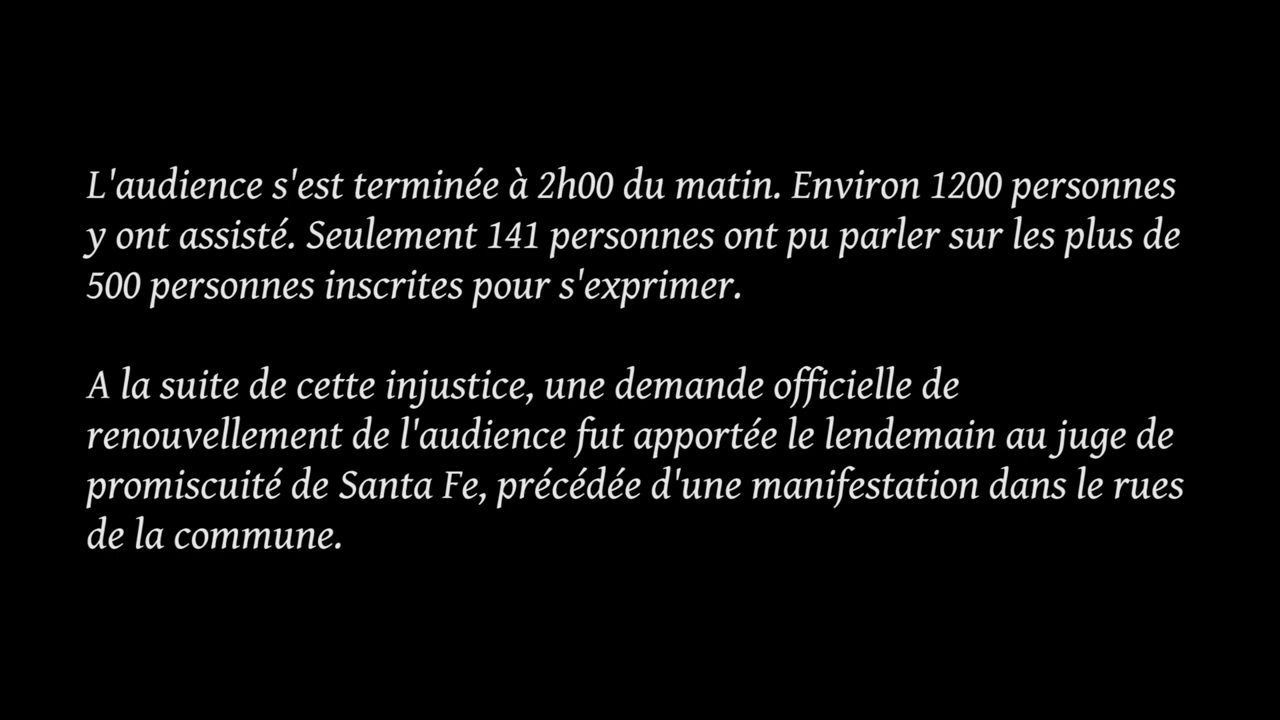 L'audience s'est terminée à 2h00 du matin. Environ 1200 personnes
y ont assisté. Seulement 141 personnes ont pu parler sur les plus de
500 personnes inscrites pour s'exprimer.
A la suite de cette injustice, une demande officielle de
renouvellement de l'audience fut apportée le lendemain au juge de
promiscuité de Santa Fe, précédée d'une manifestation dans le rues
de la commune.